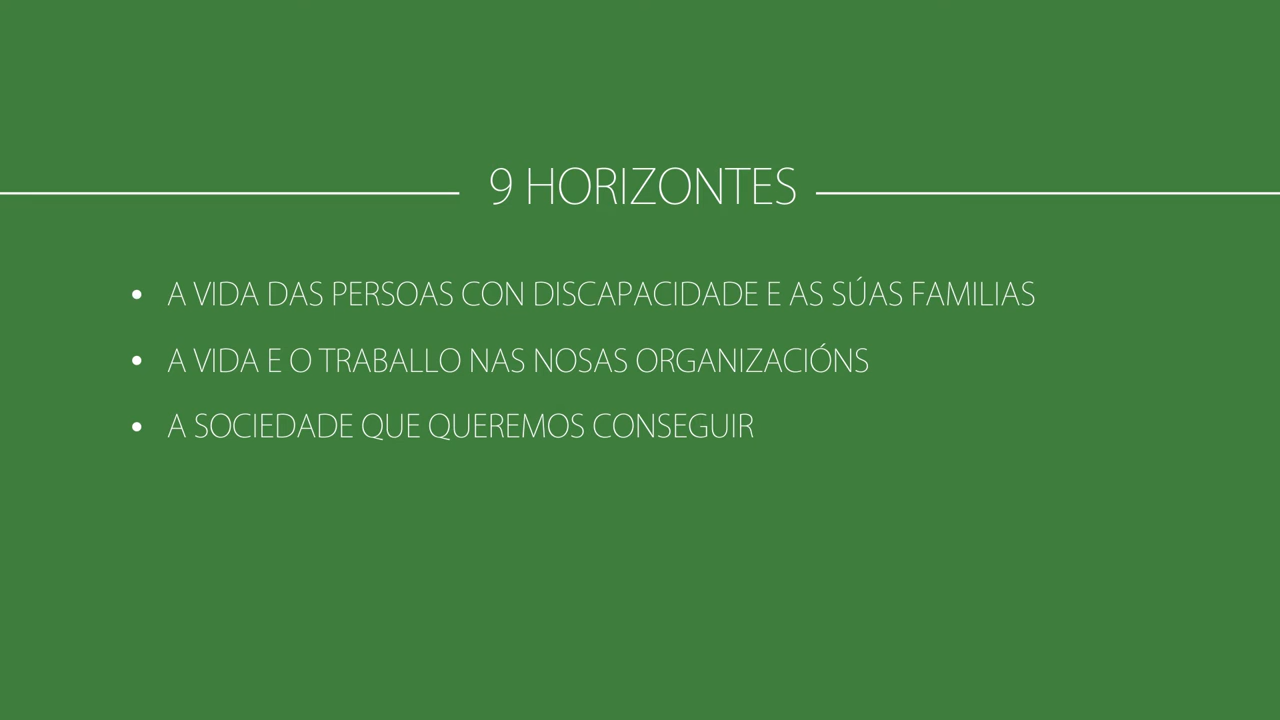 9 HORIZONTES
• A VIDA DAS PERSOAS CON DISCAPACIDADE E AS SÚAS FAMILIAS
• A VIDA E O TRABALLO NAS NOSAS ORGANIZACIÓNS
• A SOCIEDADE QUE QUEREMOS CONSEGUIR